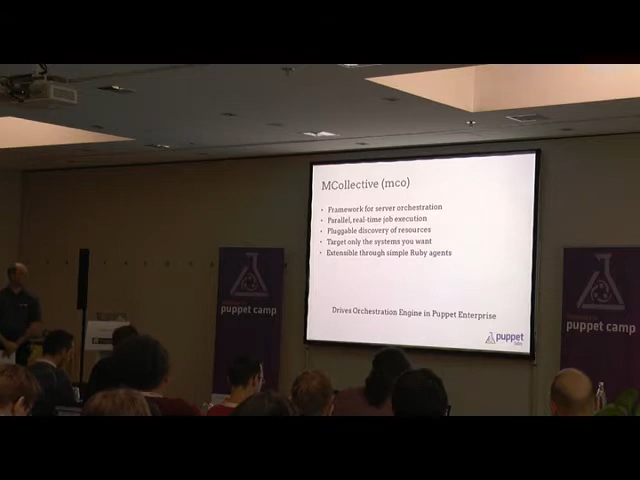 MCollective (mco)
• Framework for server orchestration
• Parallel, real-time job execution
• Pluggable discovery of resources
• Target only the systems you want
• Extensible through simple Ruby agents
Drives Orchestration Engine in Puppet Enterprise
puppet
labs
puppet camp
puppet camp